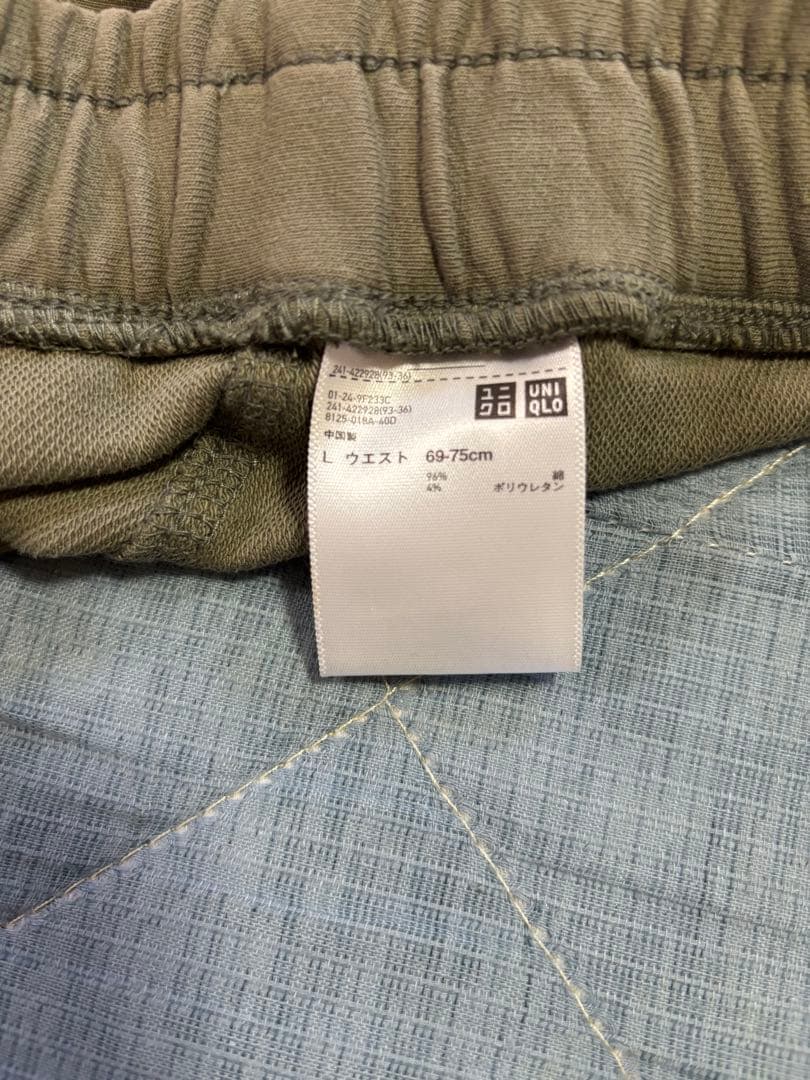 241-422928(93-36)
01-24-9F233C
241-422928(93-36)
8125-018A-40D
ユニ
クロ
UNI
QLO
中国製
L ウエスト 69-75cm
96% 綿
4% ポリウレタン